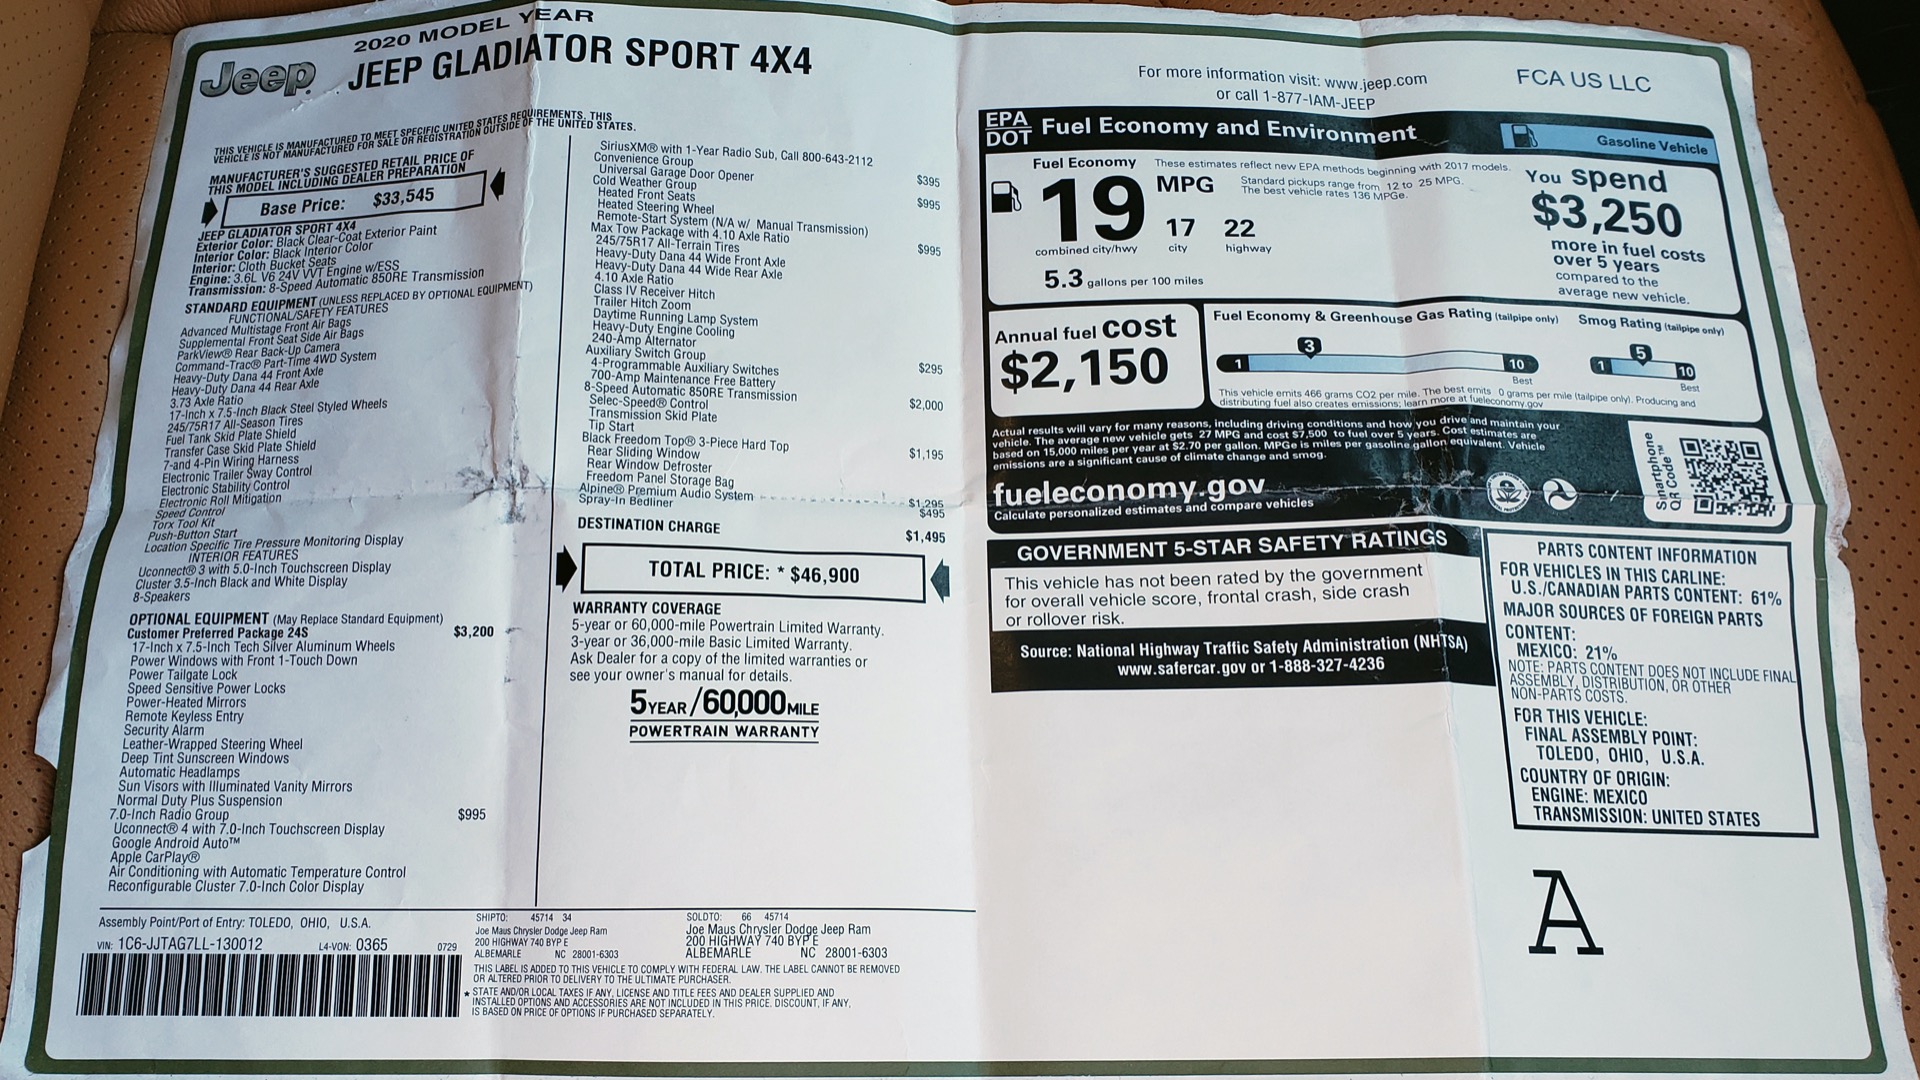 2020 MODEL YEAR
Jeep
JEEP GLADIATOR SPORT 4X4
THIS VEHICLE IS MANUFACTURED TO MEET SPECIFIC UNITED STATES REQUIREMENTS. THIS
VEHICLE IS NOT MANUFACTURED FOR SALE OR REGISTRATION OUTSIDE OF THE UNITED STATES.
MANUFACTURER'S SUGGESTED RETAIL PRICE OF
THIS MODEL INCLUDING DEALER PREPARATION
Base Price: $33,545
JEEP GLADIATOR SPORT 4X4
Exterior Color: Black Clear-Coat Exterior Paint
Interior Color: Black Interior Color
Interior: Cloth Bucket Seats
Engine: 3.6L V6 24V VVT Engine w/ESS
Transmission: 8-Speed Automatic 850RE Transmission
STANDARD EQUIPMENT (UNLESS REPLACED BY OPTIONAL EQUIPMENT)
FUNCTIONAL/SAFETY FEATURES
Advanced Multistage Front Air Bags
Supplemental Front Seat Side Air Bags
ParkView® Rear Back-Up Camera
Command-Trac® Part-Time 4WD System
Heavy-Duty Dana 44 Front Axle
Heavy-Duty Dana 44 Rear Axle
3.73 Axle Ratio
17-Inch x 7.5-Inch Black Steel Styled Wheels
245/75R17 All-Season Tires
Fuel Tank Skid Plate Shield
Transfer Case Skid Plate Shield
7-and 4-Pin Wiring Harness
Electronic Trailer Sway Control
Electronic Stability Control
Electronic Roll Mitigation
Speed Control
Torx Tool Kit
Push-Button Start
Location Specific Tire Pressure Monitoring Display
INTERIOR FEATURES
Uconnect® 3 with 5.0-Inch Touchscreen Display
Cluster 3.5-Inch Black and White Display
8-Speakers
OPTIONAL EQUIPMENT (May Replace Standard Equipment)
Customer Preferred Package 24S $3,200
17-Inch x 7.5-Inch Tech Silver Aluminum Wheels
Power Windows with Front 1-Touch Down
Power Tailgate Lock
Speed Sensitive Power Locks
Power-Heated Mirrors
Remote Keyless Entry
Security Alarm
Leather-Wrapped Steering Wheel
Deep Tint Sunscreen Windows
Automatic Headlamps
Sun Visors with Illuminated Vanity Mirrors
Normal Duty Plus Suspension
7.0-Inch Radio Group $995
Uconnect® 4 with 7.0-Inch Touchscreen Display
Google Android Auto™
Apple CarPlay®
Air Conditioning with Automatic Temperature Control
Reconfigurable Cluster 7.0-Inch Color Display
SiriusXM® with 1-Year Radio Sub, Call 800-643-2112
Convenience Group $395
Universal Garage Door Opener
Cold Weather Group $995
Heated Front Seats
Heated Steering Wheel
Remote-Start System (N/A w/ Manual Transmission)
Max Tow Package with 4.10 Axle Ratio $995
245/75R17 All-Terrain Tires
Heavy-Duty Dana 44 Wide Front Axle
Heavy-Duty Dana 44 Wide Rear Axle
4.10 Axle Ratio
Class IV Receiver Hitch
Trailer Hitch Zoom
Daytime Running Lamp System
Heavy-Duty Engine Cooling
240-Amp Alternator
Auxiliary Switch Group $295
4-Programmable Auxiliary Switches
700-Amp Maintenance Free Battery
8-Speed Automatic 850RE Transmission $2,000
Selec-Speed® Control
Transmission Skid Plate
Tip Start
Black Freedom Top® 3-Piece Hard Top $1,195
Rear Sliding Window
Rear Window Defroster
Freedom Panel Storage Bag
Alpine® Premium Audio System $1,295
Spray-In Bedliner $495
DESTINATION CHARGE $1,495
TOTAL PRICE: * $46,900
WARRANTY COVERAGE
5-year or 60,000-mile Powertrain Limited Warranty.
3-year or 36,000-mile Basic Limited Warranty.
Ask Dealer for a copy of the limited warranties or
see your owner's manual for details.
5YEAR/60,000MILE
POWERTRAIN WARRANTY
Assembly Point/Port of Entry: TOLEDO, OHIO, U.S.A.
VIN: 1C6-JJTAG7LL-130012 L4-VON: 0365 0729
SHIPTO: 45714 34
Joe Maus Chrysler Dodge Jeep Ram
200 HIGHWAY 740 BYP E
ALBEMARLE NC 28001-6303
SOLDTO: 66 45714
Joe Maus Chrysler Dodge Jeep Ram
200 HIGHWAY 740 BYP E
ALBEMARLE NC 28001-6303
THIS LABEL IS ADDED TO THIS VEHICLE TO COMPLY WITH FEDERAL LAW. THE LABEL CANNOT BE REMOVED
OR ALTERED PRIOR TO DELIVERY TO THE ULTIMATE PURCHASER.
* STATE AND/OR LOCAL TAXES IF ANY, LICENSE AND TITLE FEES AND DEALER SUPPLIED AND
INSTALLED OPTIONS AND ACCESSORIES ARE NOT INCLUDED IN THIS PRICE. DISCOUNT, IF ANY,
IS BASED ON PRICE OF OPTIONS IF PURCHASED SEPARATELY.
For more information visit: www.jeep.com
or call 1-877-IAM-JEEP
FCA US LLC
EPA
DOT
Fuel Economy and Environment
Gasoline Vehicle
Fuel Economy
These estimates reflect new EPA methods beginning with 2017 models.
19 MPG
Standard pickups range from 12 to 25 MPG.
The best vehicle rates 136 MPGe.
17 22
combined city/hwy city highway
5.3 gallons per 100 miles
You spend
$3,250
more in fuel costs
over 5 years
compared to the
average new vehicle.
Annual fuel cost
$2,150
Fuel Economy & Greenhouse Gas Rating (tailpipe only)
3
1 10
Best
Smog Rating (tailpipe only)
5
1 10
Best
This vehicle emits 466 grams CO2 per mile. The best emits 0 grams per mile (tailpipe only). Producing and
distributing fuel also creates emissions; learn more at fueleconomy.gov
Actual results will vary for many reasons, including driving conditions and how you drive and maintain your
vehicle. The average new vehicle gets 27 MPG and cost $7,500 to fuel over 5 years. Cost estimates are
based on 15,000 miles per year at $2.70 per gallon. MPGe is miles per gasoline gallon equivalent. Vehicle
emissions are a significant cause of climate change and smog.
fueleconomy.gov
Calculate personalized estimates and compare vehicles
Smartphone
QR Code™
GOVERNMENT 5-STAR SAFETY RATINGS
This vehicle has not been rated by the government
for overall vehicle score, frontal crash, side crash
or rollover risk.
Source: National Highway Traffic Safety Administration (NHTSA)
www.safercar.gov or 1-888-327-4236
PARTS CONTENT INFORMATION
FOR VEHICLES IN THIS CARLINE:
U.S./CANADIAN PARTS CONTENT: 61%
MAJOR SOURCES OF FOREIGN PARTS
CONTENT:
MEXICO: 21%
NOTE: PARTS CONTENT DOES NOT INCLUDE FINAL
ASSEMBLY, DISTRIBUTION, OR OTHER
NON-PARTS COSTS.
FOR THIS VEHICLE:
FINAL ASSEMBLY POINT:
TOLEDO, OHIO, U.S.A.
COUNTRY OF ORIGIN:
ENGINE: MEXICO
TRANSMISSION: UNITED STATES
A